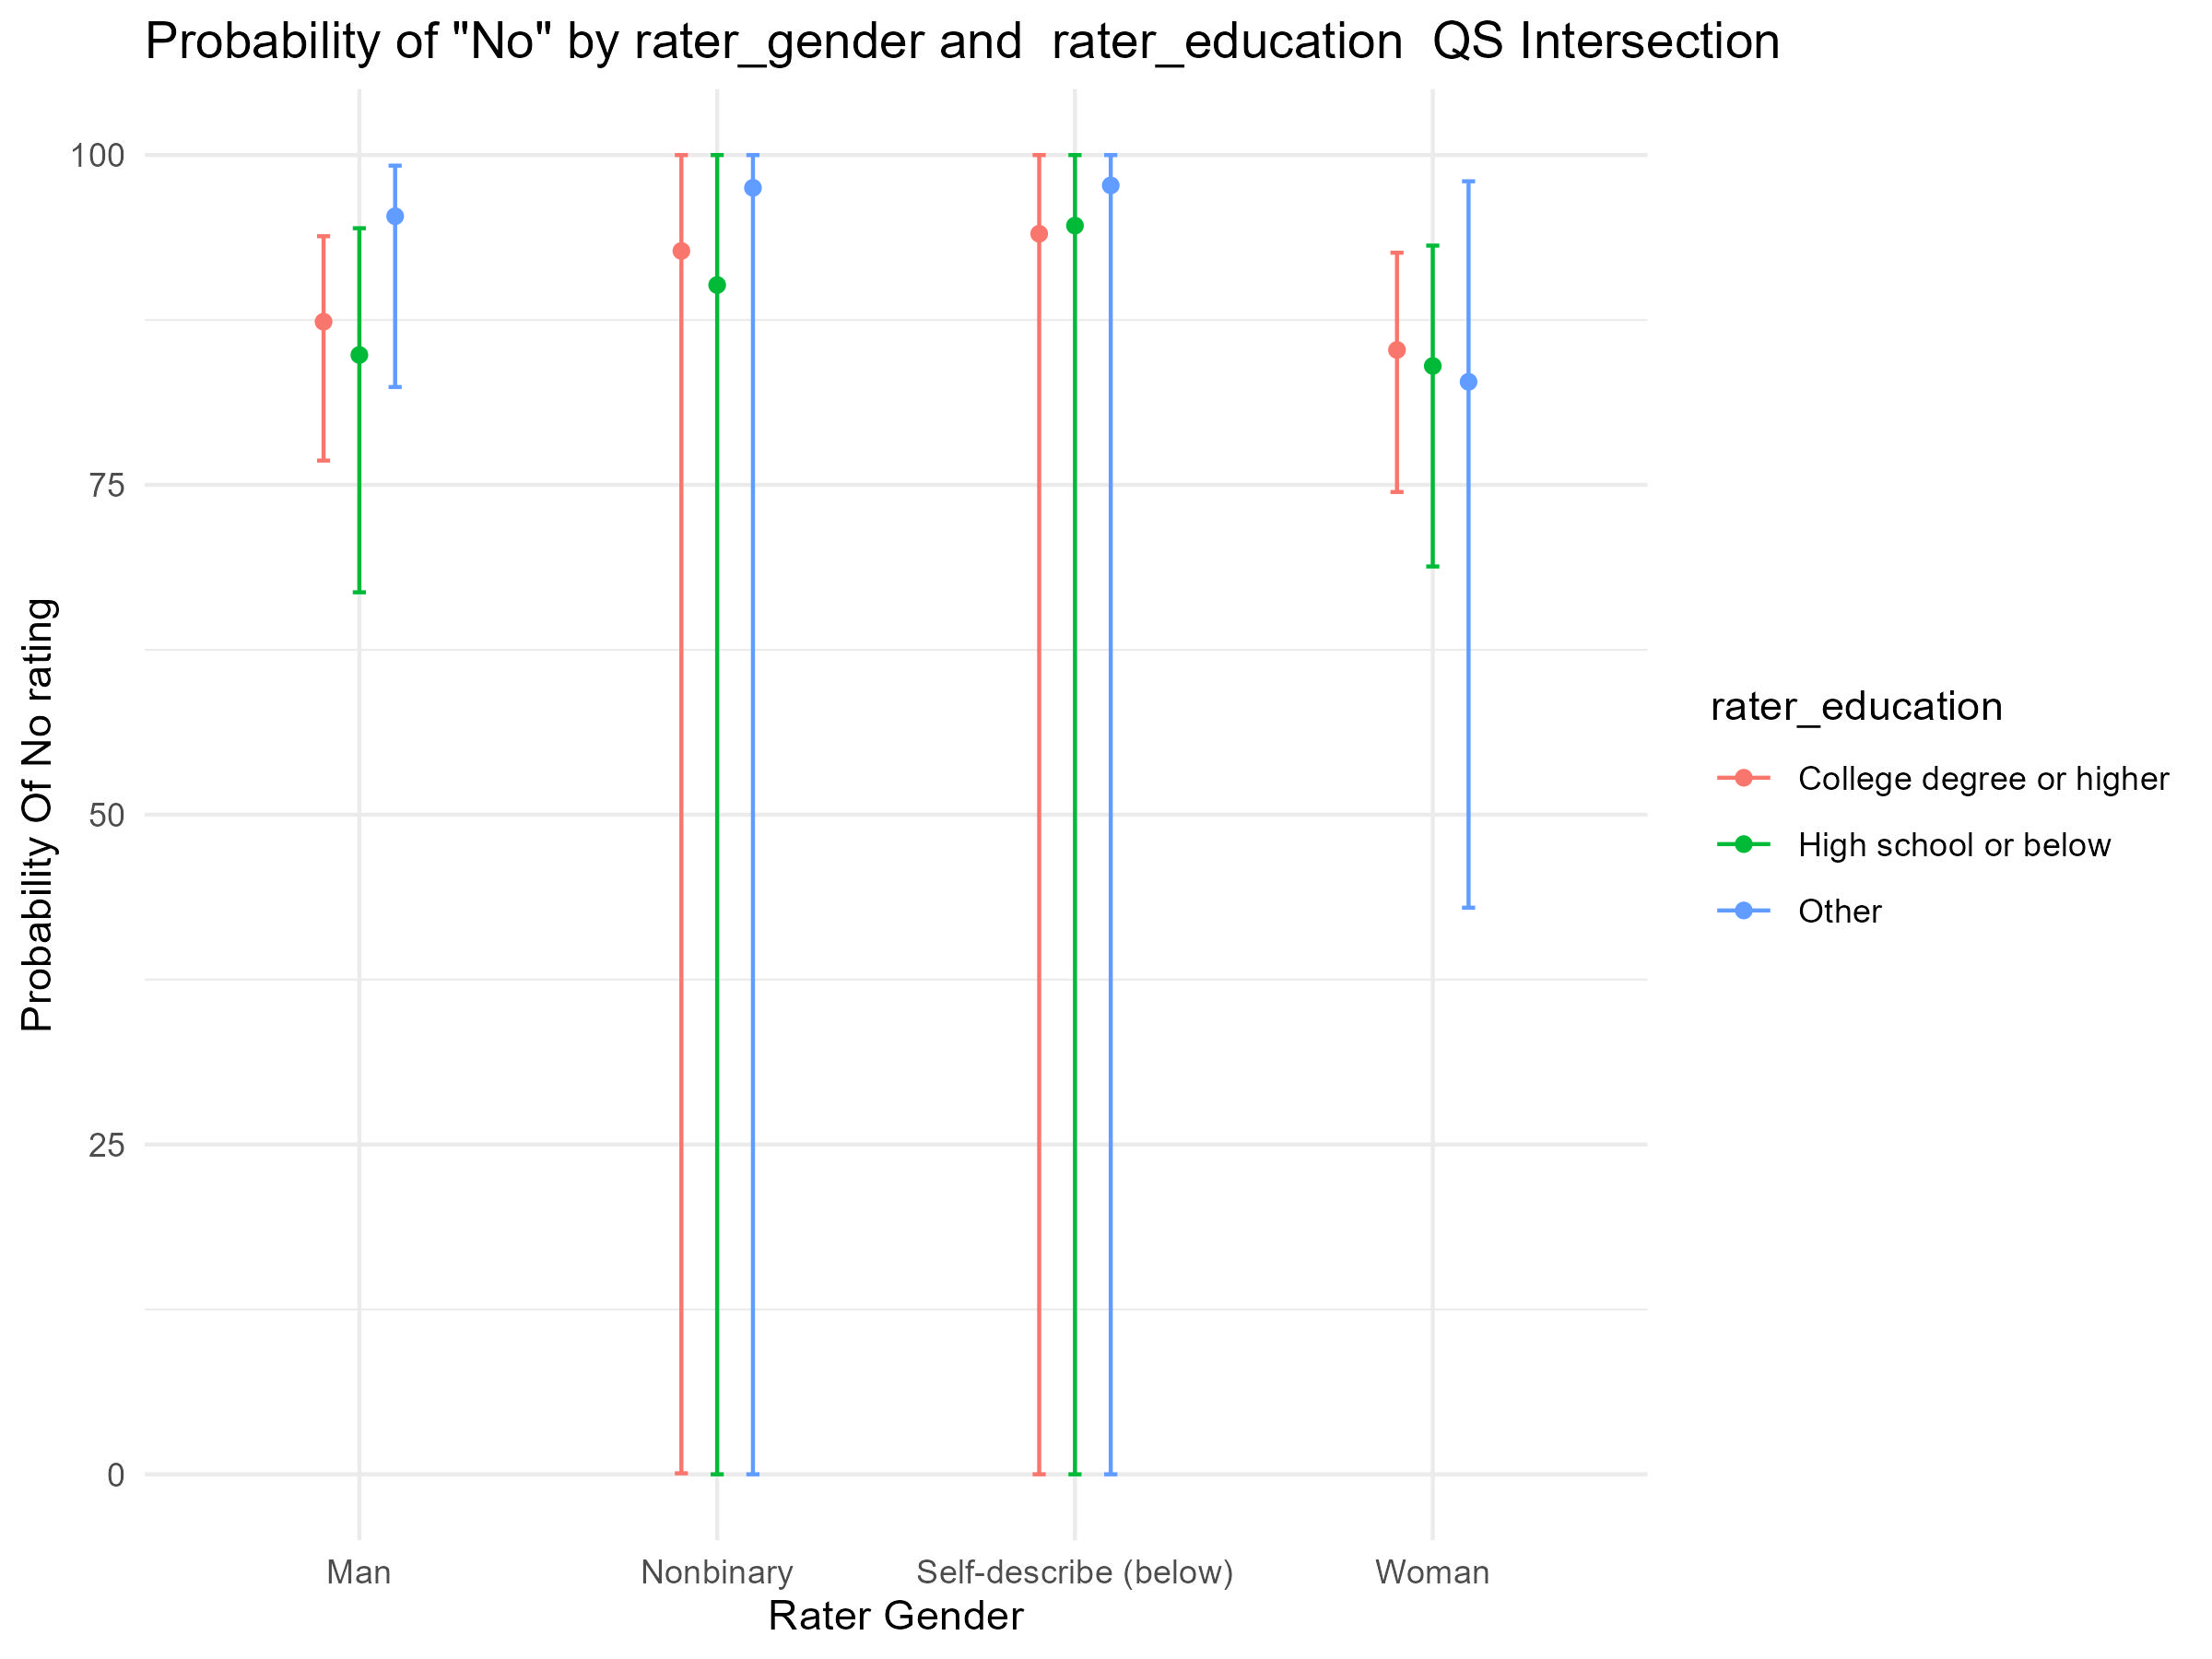 Probability of "No" by rater_gender and  rater_education  QS Intersection
100
75
50
25
0
Probability Of No rating
Man
Nonbinary
Self-describe (below)
Woman
Rater Gender
rater_education
College degree or higher
High school or below
Other